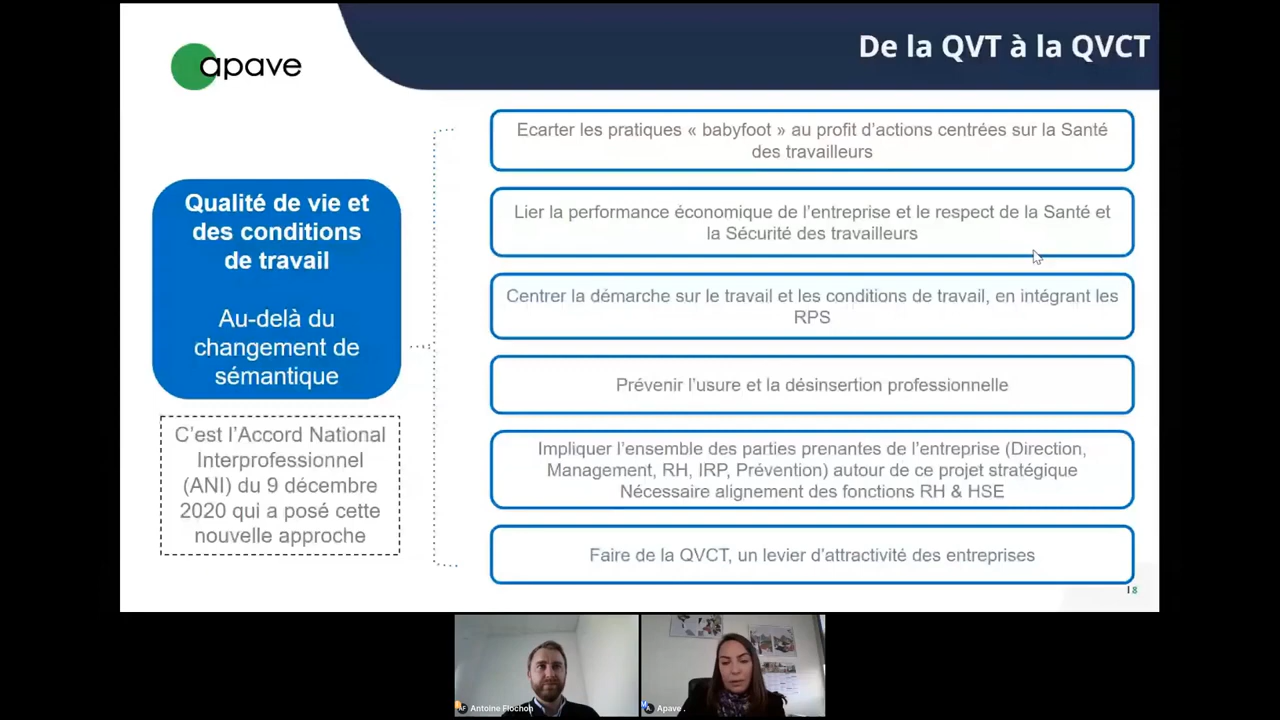 apave
De la QVT à la QVCT
Qualité de vie et
des conditions
de travail
Au-delà du
changement de
sémantique
C'est l'Accord National
Interprofessionnel
(ANI) du 9 décembre
2020 qui a posé cette
nouvelle approche
Ecarter les pratiques « babyfoot » au profit d'actions centrées sur la Santé
des travailleurs
Lier la performance économique de l'entreprise et le respect de la Santé et
la Sécurité des travailleurs
Centrer la démarche sur le travail et les conditions de travail, en intégrant les
RPS
Prévenir l'usure et la désinsertion professionnelle
Impliquer l'ensemble des parties prenantes de l'entreprise (Direction,
Management, RH, IRP, Prévention) autour de ce projet stratégique
Nécessaire alignement des fonctions RH & HSE
Faire de la QVCT, un levier d'attractivité des entreprises
8
AF Antoine Flochon
A. Apave .